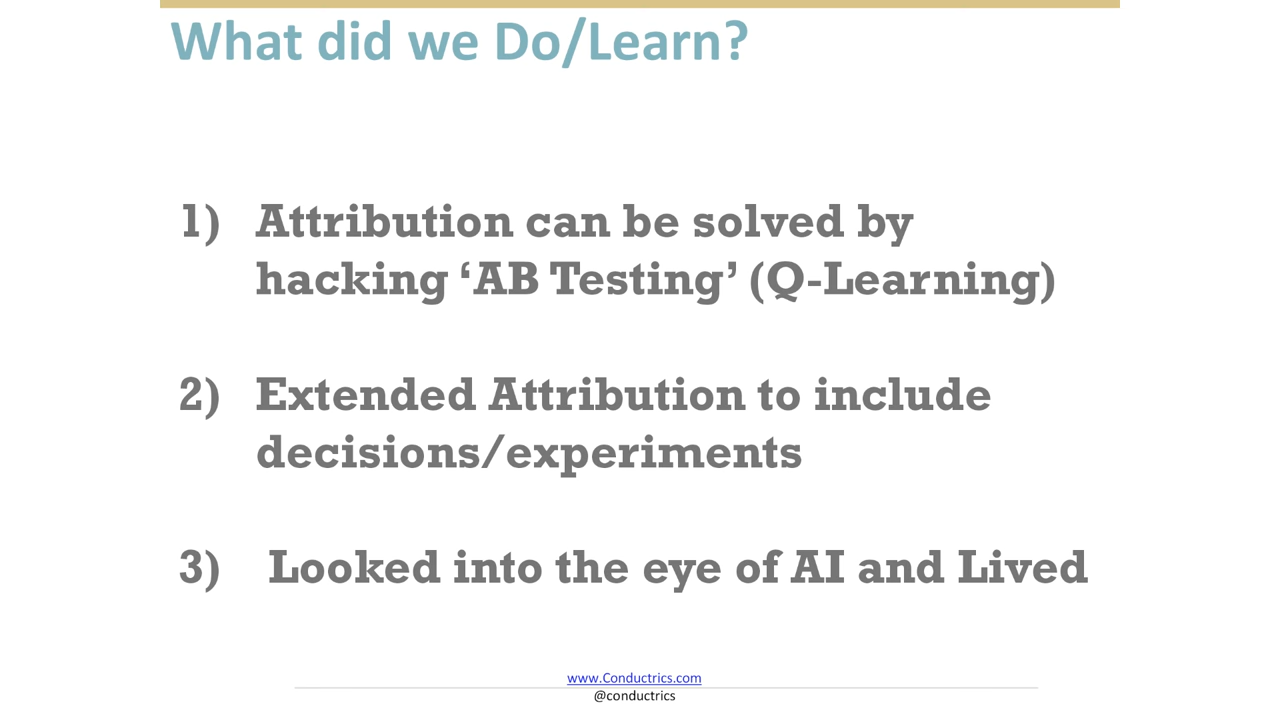 What did we Do/Learn?
1) Attribution can be solved by
hacking ‘AB Testing’ (Q-Learning)
2) Extended Attribution to include
decisions/experiments
3) Looked into the eye of AI and Lived
www.Conductrics.com
@conductrics